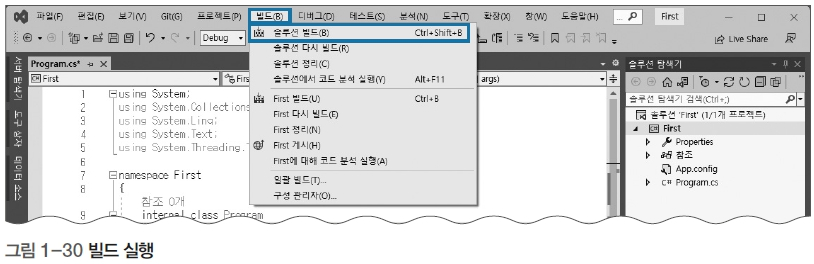 파일(F) 편집(E) 보기(V) Git(G) 프로젝트(P) 빌드(B) 디버그(D) 테스트(S) 분석(N) 도구(T) 확장(X) 창(W) 도움말(H) ... First
Debug
Live Share
솔루션 빌드(B) Ctrl+Shift+B
솔루션 다시 빌드(R)
솔루션 정리(C)
솔루션에서 코드 분석 실행(Y) Alt+F11
First 빌드(U) Ctrl+B
First 다시 빌드(E)
First 정리(N)
First 게시(H)
First에 대해 코드 분석 실행(A)
일괄 빌드(T)...
구성 관리자(O)...
서버 탐색기
도구 상자
데이터 소스
Program.cs*
First
First
args)
1 using System;
2 using System.Collections
3 using System.Linq;
4 using System.Text;
5 using System.Threading.
6
7 namespace First
8 {
참조 0개
9 internal class Program
솔루션 탐색기
솔루션 탐색기 검색(Ctrl+;)
솔루션 'First' (1/1개 프로젝트)
First
Properties
참조
App.config
C# Program.cs
그림 1-30 빌드 실행